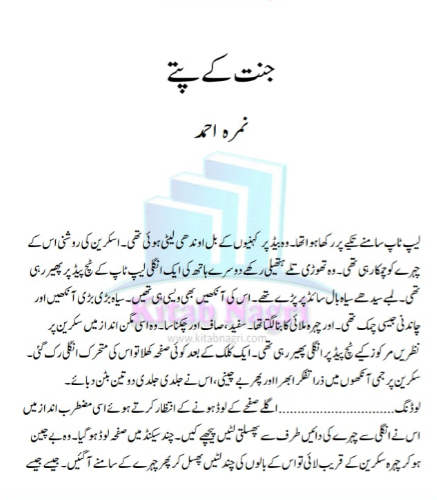 جنت کے پتے
نمرہ احمد
لیپ ٹاپ سامنے تکیے پر رکھا ہوا تھا۔ وہ بیڈ پر کہنیوں کے بل اوندھی لیٹی ہوئی تھی۔ اسکرین کی روشنی اس کے
چہرے کو چمکا رہی تھی۔ وہ تھوڑی تلے ہتھیلی رکھے دوسرے ہاتھ کی ایک انگلی لیپ ٹاپ کے ٹچ پیڈ پر پھیر رہی
تھی۔ لمبے سیدھے سیاہ بال سائڈ پر پڑے تھے۔ اس کی آنکھیں بھی ویسی ہی تھیں۔ سیاہ بڑی بڑی آنکھیں اور
چاندنی جیسی چمک تھی۔ اور چہرہ ملائی کا بنا لگتا تھا۔ سفید، صاف اور چکنا سا۔ وہ اسی مگن انداز میں سکرین پر
نظریں مرکوز کیے ٹچ پیڈ پر انگلی پھیر رہی تھی۔ ایک کلک کے بعد کوئی صفحہ کھلا تو اس کی متحرک انگلی رک گئی۔
سکرین پر جمی آنکھوں میں ذرا تفکر ابھرا اور پھر بے چینی، اس نے جلدی جلدی دو تین بٹن دبائے۔
لوڈنگ................................ اگلے صفحے کے لوڈ ہونے کے انتظار کرتے ہوئے اسی مضطرب انداز میں
اس نے انگلی سے چہرے کی دائیں طرف سے پھسلتی لٹیں پیچھے کیں۔ چند سیکنڈ میں صفحہ لوڈ ہو گیا۔ وہ بے چین
ہو کر چہرہ سکرین کے قریب لائی تو اس کے بالوں کی چند لٹیں پھسل کر پھر چہرے کے سامنے آ گئیں۔ جیسے جیسے
Kitab Nagri
www.kitabnagri.com